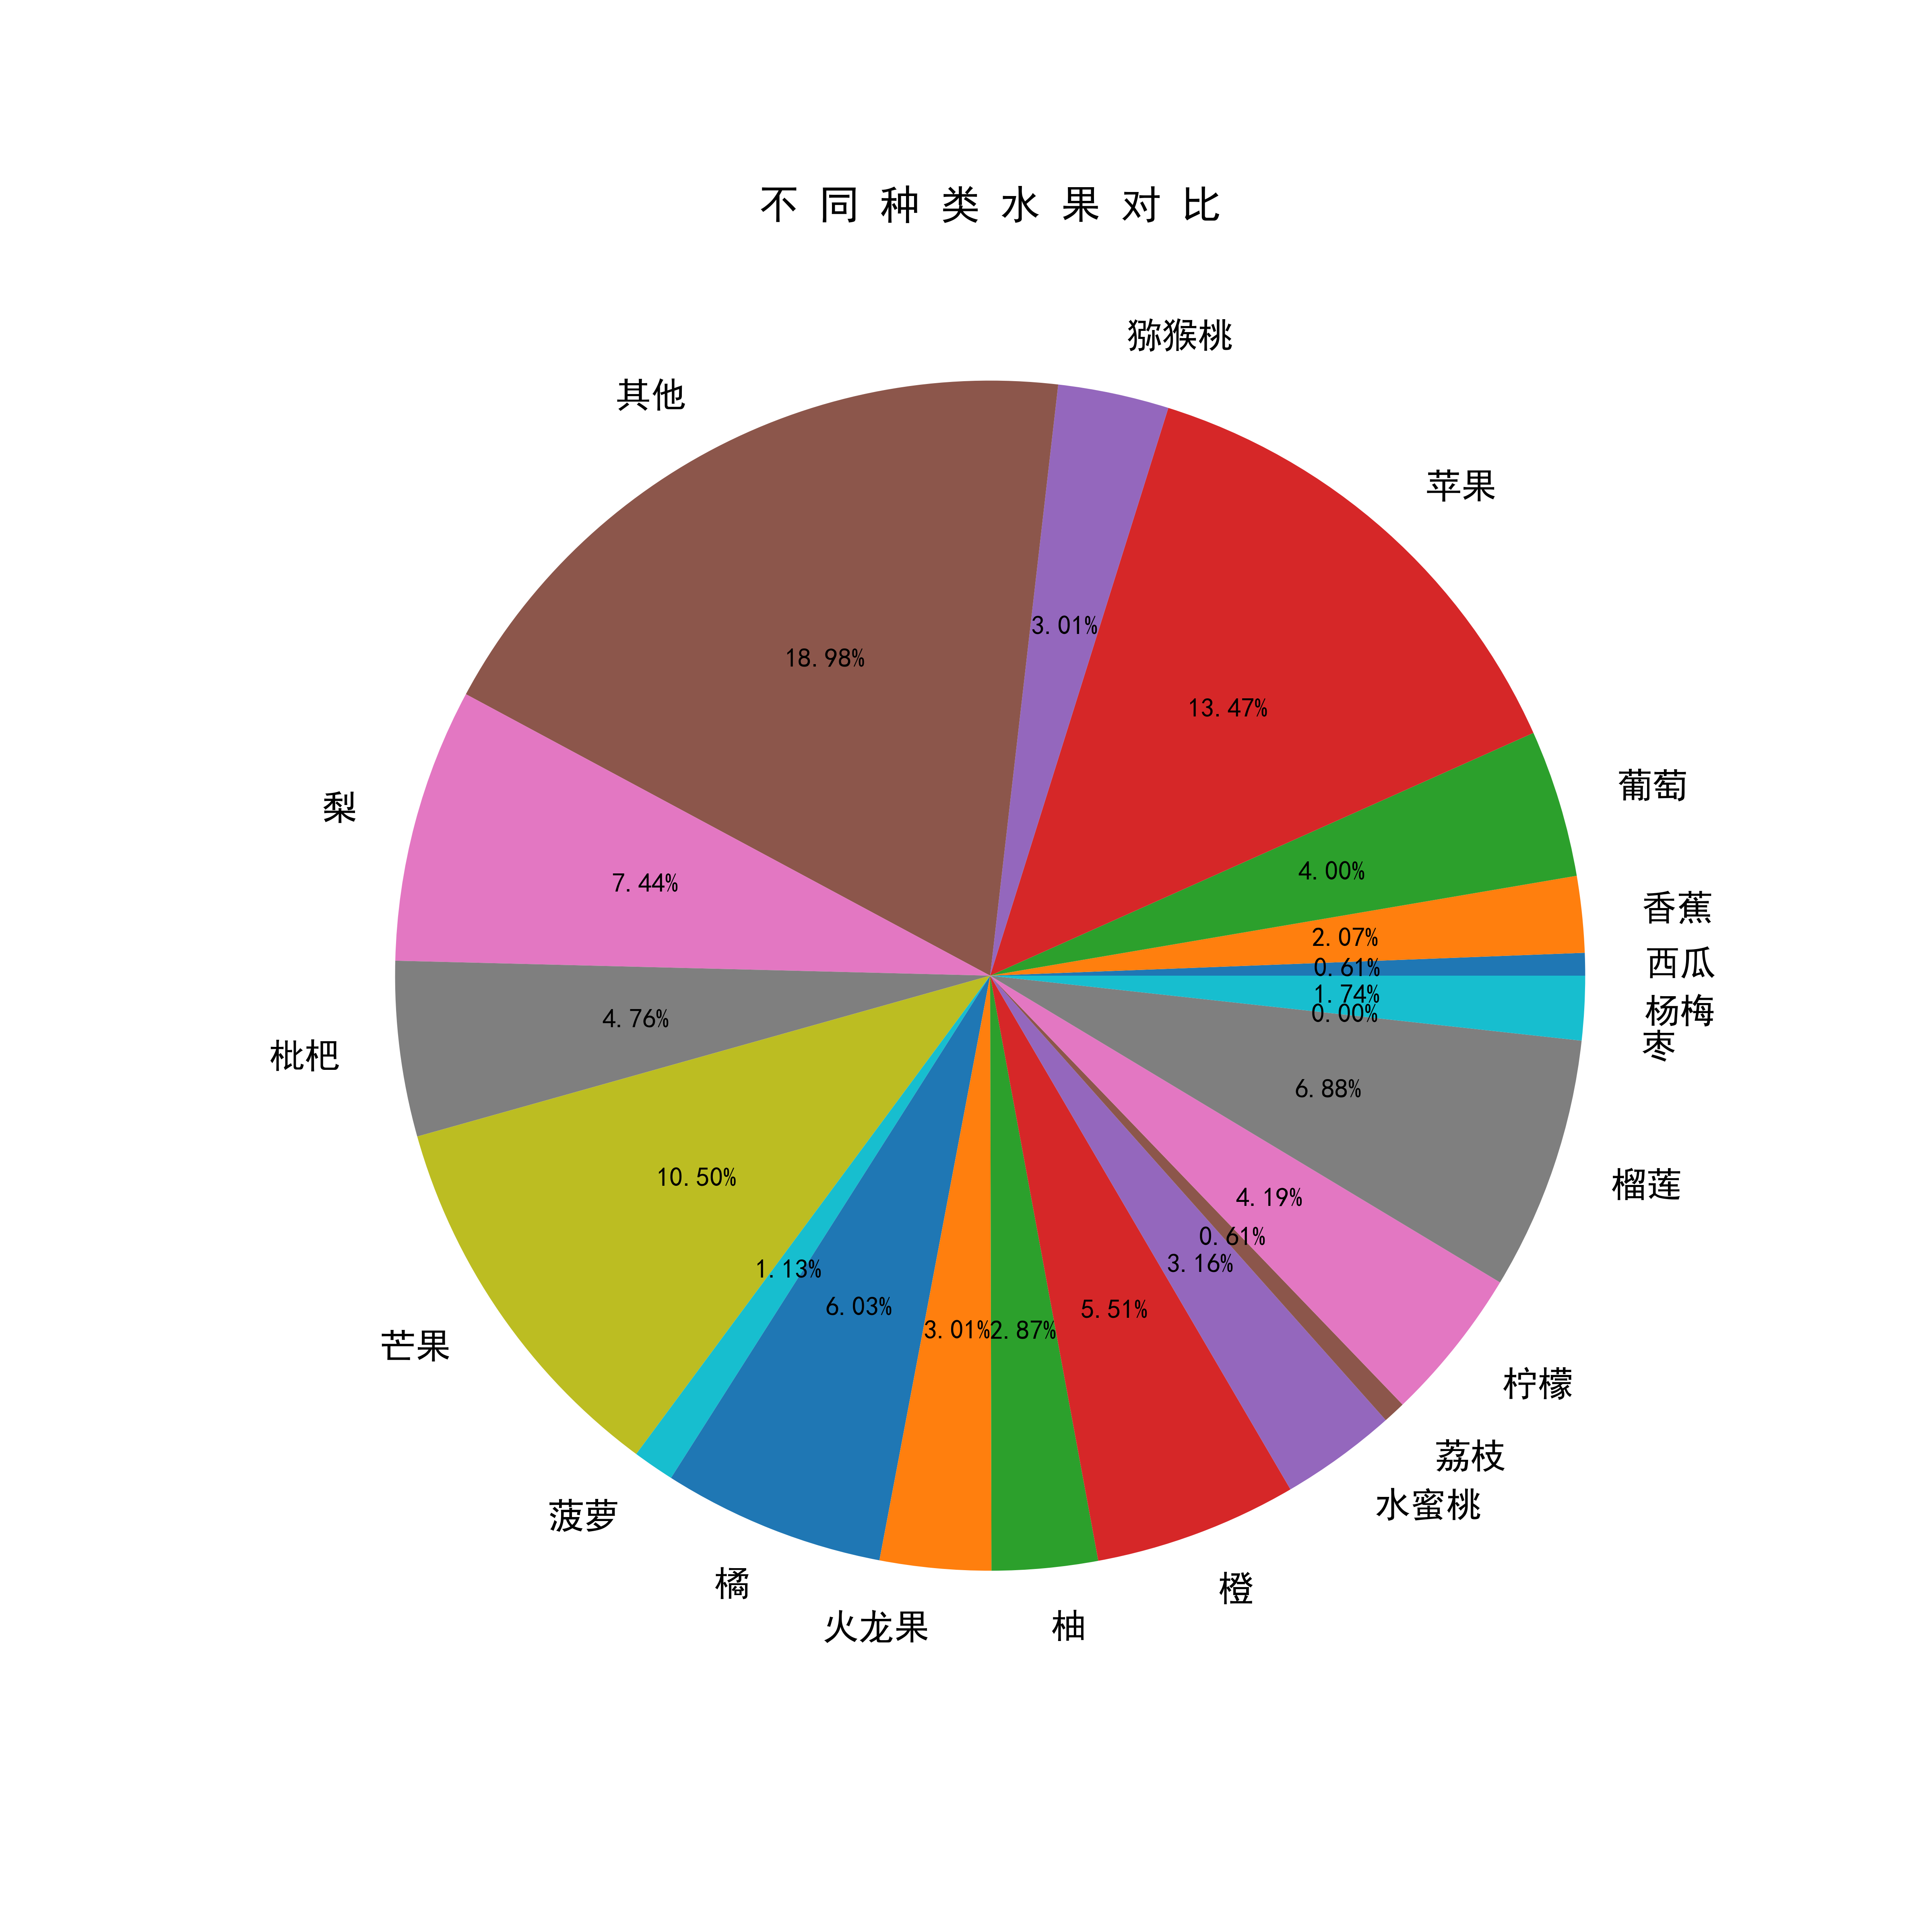 不同种类水果对比
猕猴桃
其他
苹果
3.01%
18.98%
13.47%
葡萄
梨
4.00%
7.44%
香蕉
2.07%
西瓜
0.61%
1.74%
杨梅
0.00%
枣
4.76%
枇杷
6.88%
10.50%
榴莲
4.19%
0.61%
3.16%
1.13%
6.03%
5.51%
3.01%
2.87%
芒果
柠檬
荔枝
水蜜桃
菠萝
橘
橙
火龙果
柚